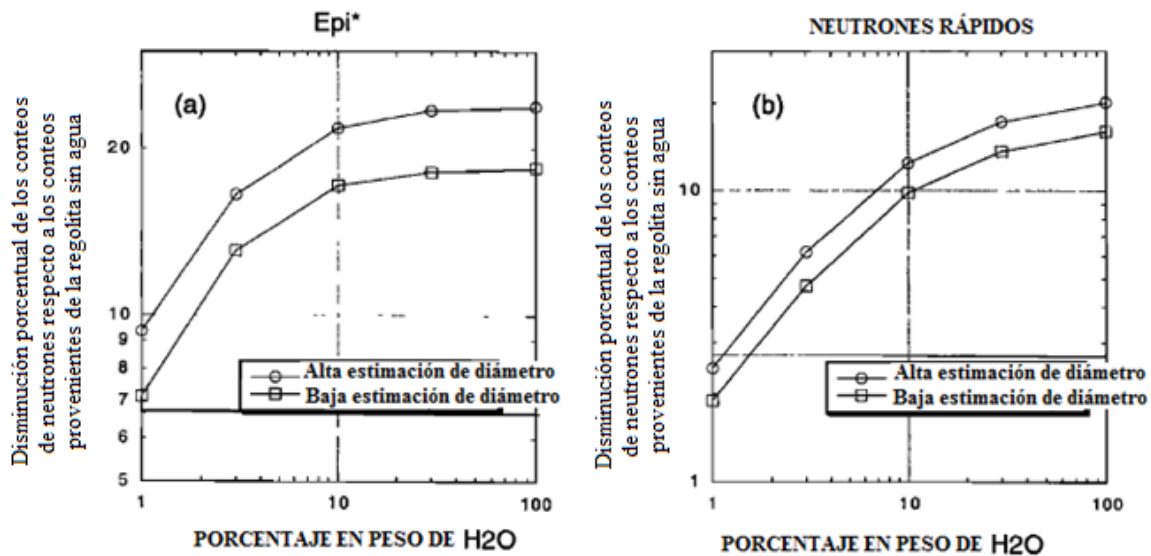 Epi*
Disminución porcentual de los conteos
de neutrones respecto a los conteos
provenientes de la regolita sin agua
(a)
20
10
9
8
7
6
5
Alta estimación de diámetro
Baja estimación de diámetro
1
10
100
PORCENTAJE EN PESO DE H2O
NEUTRONES RÁPIDOS
Disminución porcentual de los conteos
de neutrones respecto a los conteos
provenientes de la regolita sin agua
(b)
10
1
Alta estimación de diámetro
Baja estimación de diámetro
1
10
100
PORCENTAJE EN PESO DE H2O